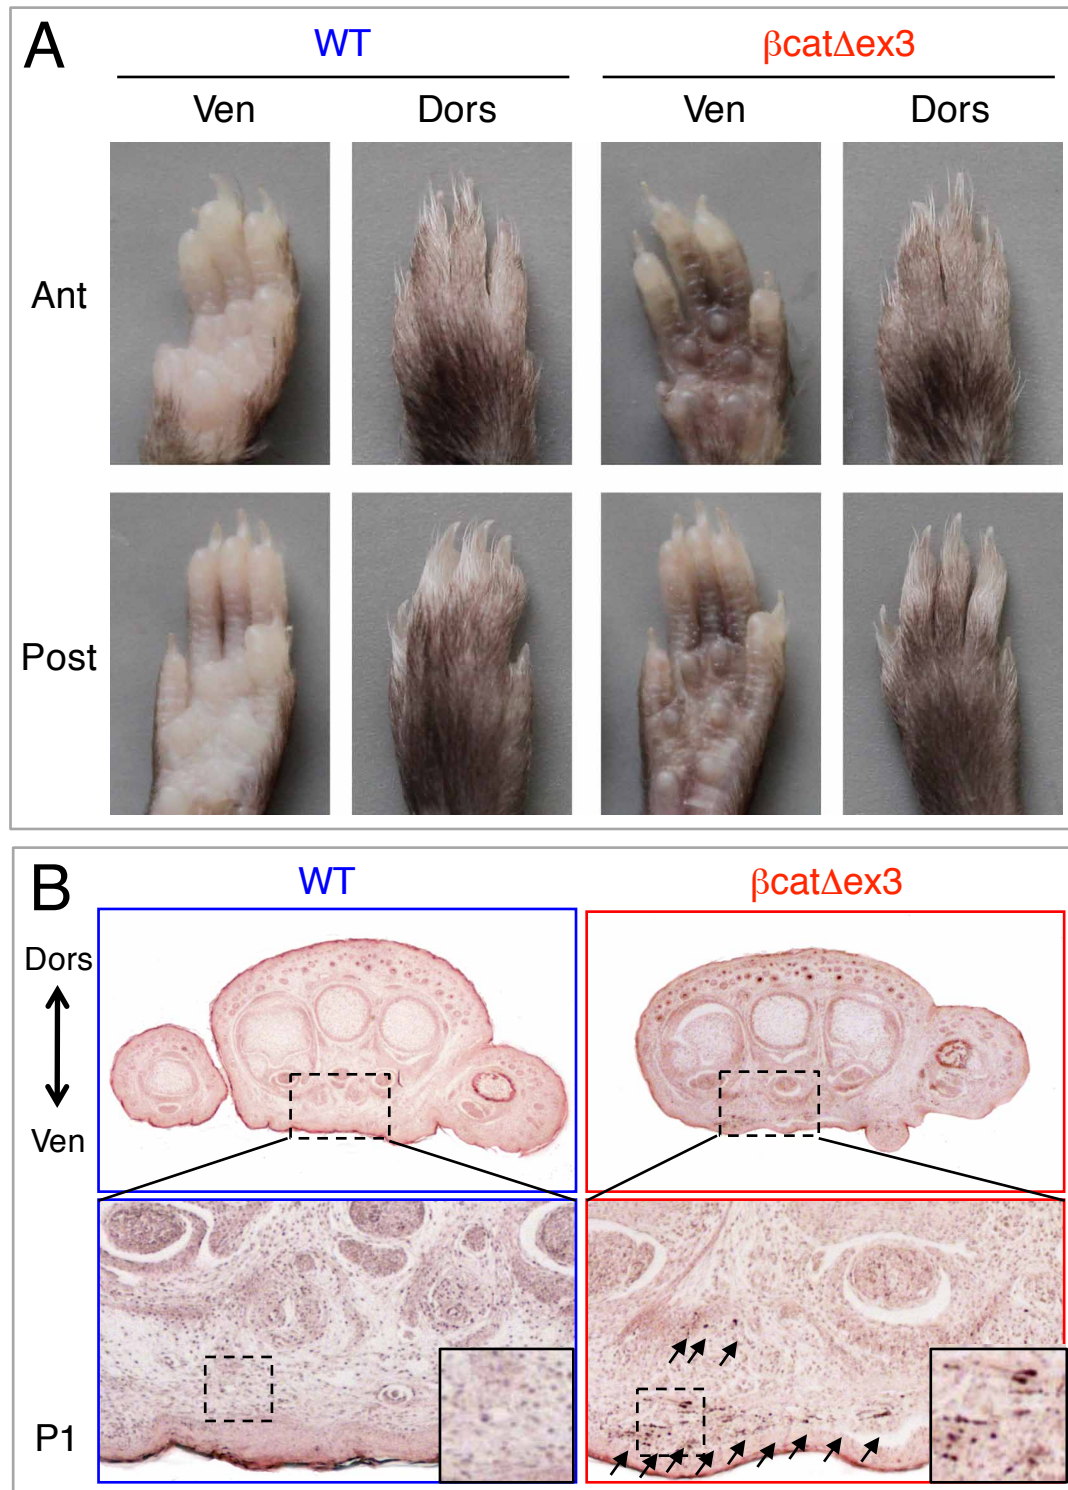 A
WT
βcatΔex3
Ven
Dors
Ven
Dors
Ant
Post
B
WT
βcatΔex3
Dors
Ven
P1